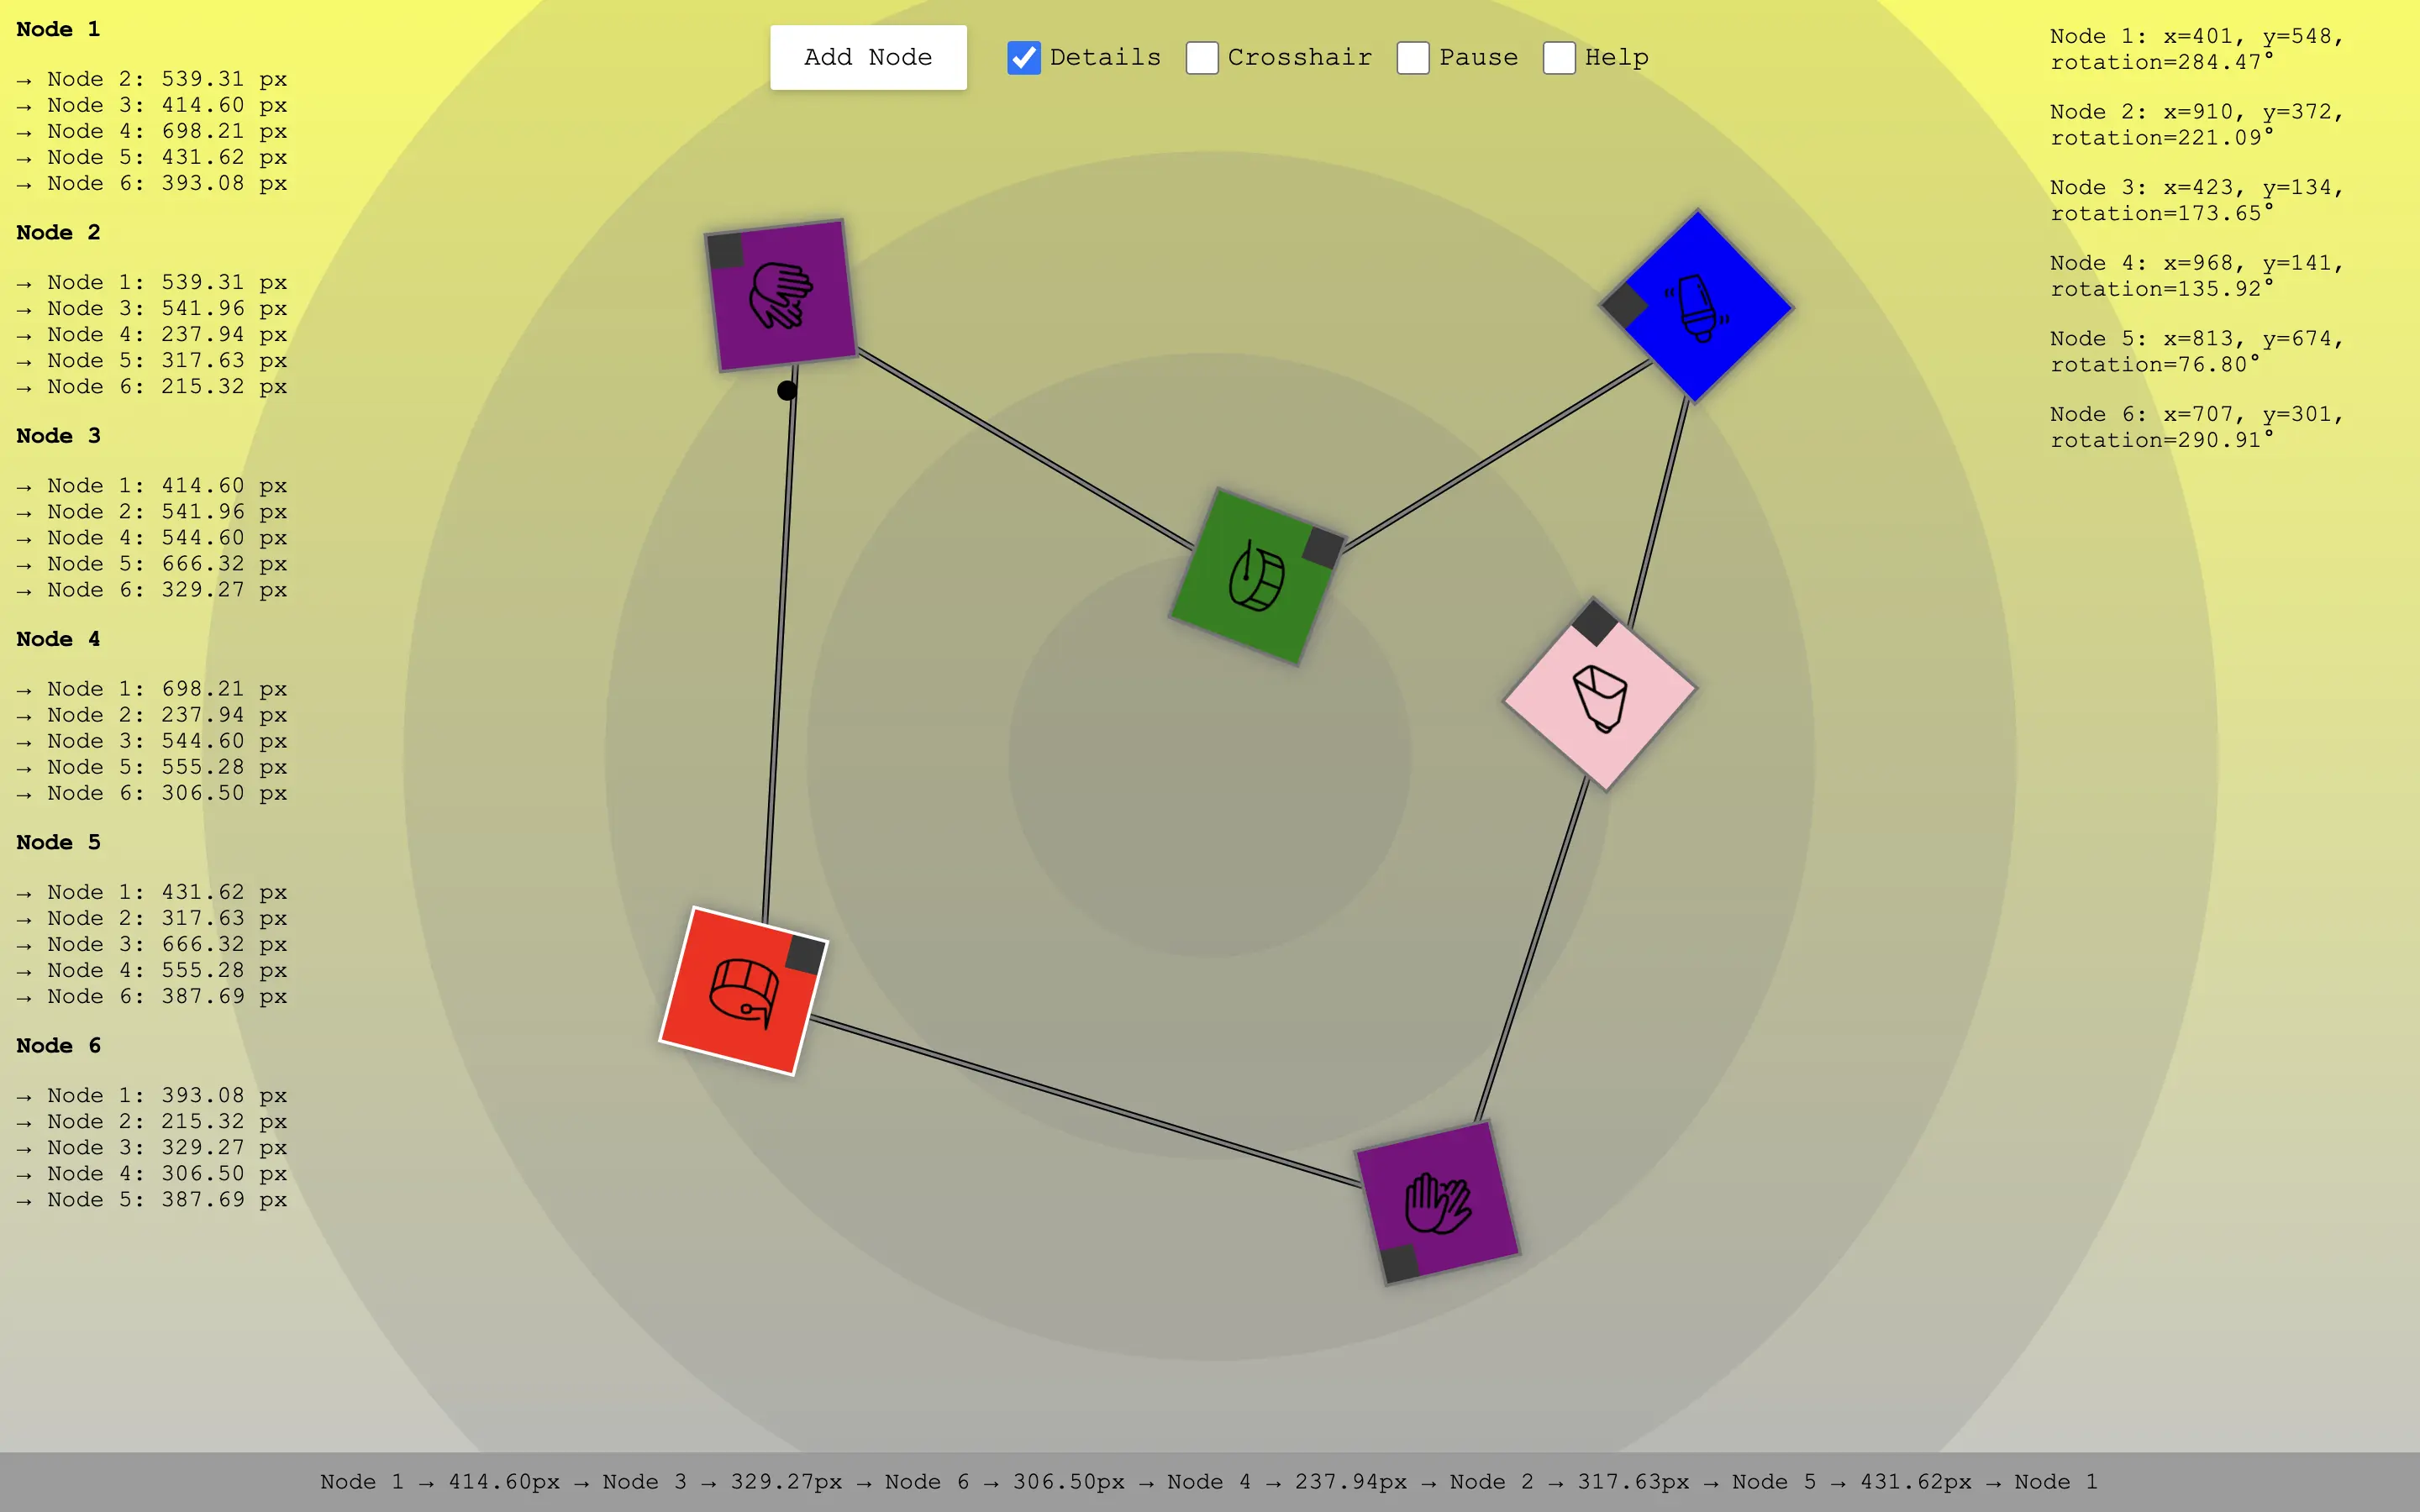 Node 1
→ Node 2: 539.31 px
→ Node 3: 414.60 px
→ Node 4: 698.21 px
→ Node 5: 431.62 px
→ Node 6: 393.08 px
Node 2
→ Node 1: 539.31 px
→ Node 3: 541.96 px
→ Node 4: 237.94 px
→ Node 5: 317.63 px
→ Node 6: 215.32 px
Node 3
→ Node 1: 414.60 px
→ Node 2: 541.96 px
→ Node 4: 544.60 px
→ Node 5: 666.32 px
→ Node 6: 329.27 px
Node 4
→ Node 1: 698.21 px
→ Node 2: 237.94 px
→ Node 3: 544.60 px
→ Node 5: 555.28 px
→ Node 6: 306.50 px
Node 5
→ Node 1: 431.62 px
→ Node 2: 317.63 px
→ Node 3: 666.32 px
→ Node 4: 555.28 px
→ Node 6: 387.69 px
Node 6
→ Node 1: 393.08 px
→ Node 2: 215.32 px
→ Node 3: 329.27 px
→ Node 4: 306.50 px
→ Node 5: 387.69 px
Add Node Details Crosshair Pause Help
Node 1: x=401, y=548,
rotation=284.47°
Node 2: x=910, y=372,
rotation=221.09°
Node 3: x=423, y=134,
rotation=173.65°
Node 4: x=968, y=141,
rotation=135.92°
Node 5: x=813, y=674,
rotation=76.80°
Node 6: x=707, y=301,
rotation=290.91°
Node 1 → 414.60px → Node 3 → 329.27px → Node 6 → 306.50px → Node 4 → 237.94px → Node 2 → 317.63px → Node 5 → 431.62px → Node 1